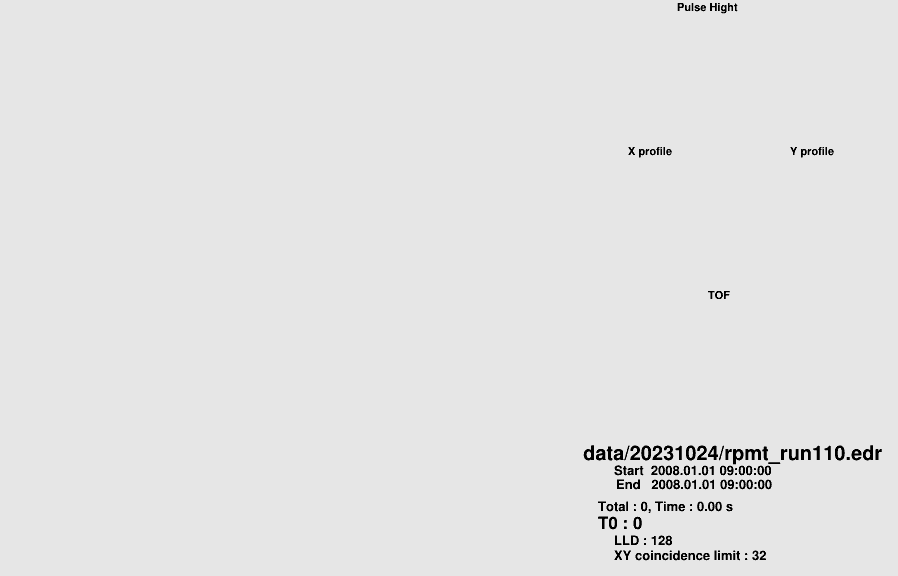 Pulse Hight
X profile
Y profile
TOF
data/20231024/rpmt_run110.edr
Start 2008.01.01 09:00:00
End 2008.01.01 09:00:00
Total : 0, Time : 0.00 s
T0 : 0
LLD : 128
XY coincidence limit : 32